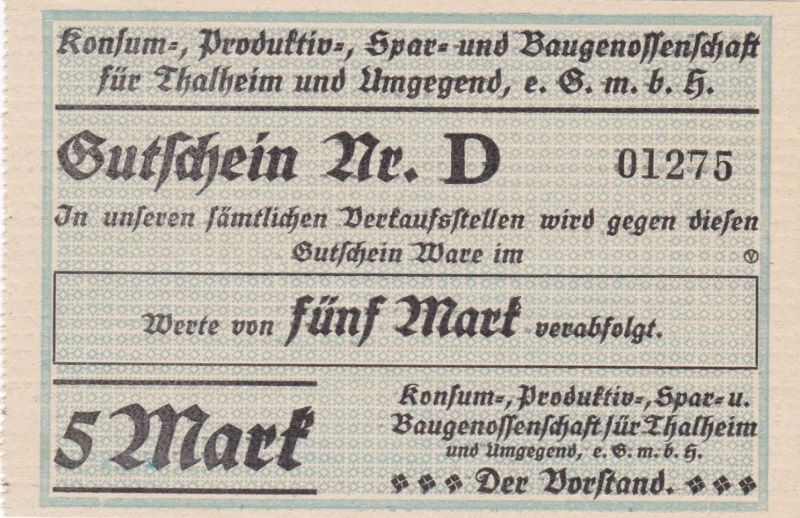 Konsum-, Produktiv-, Spar- und Baugenossenschaft
für Thalheim und Umgegend, e. G. m. b. H.
Gutschein Nr. D 01275
In unseren sämtlichen Verkaufsstellen wird gegen diesen
Gutschein Ware im
V
Werte von fünf Mark verabfolgt.
5 Mark
Konsum-, Produktiv-, Spar- u.
Baugenossenschaft für Thalheim
und Umgegend, e. G. m. b. H.
Der Vorstand.